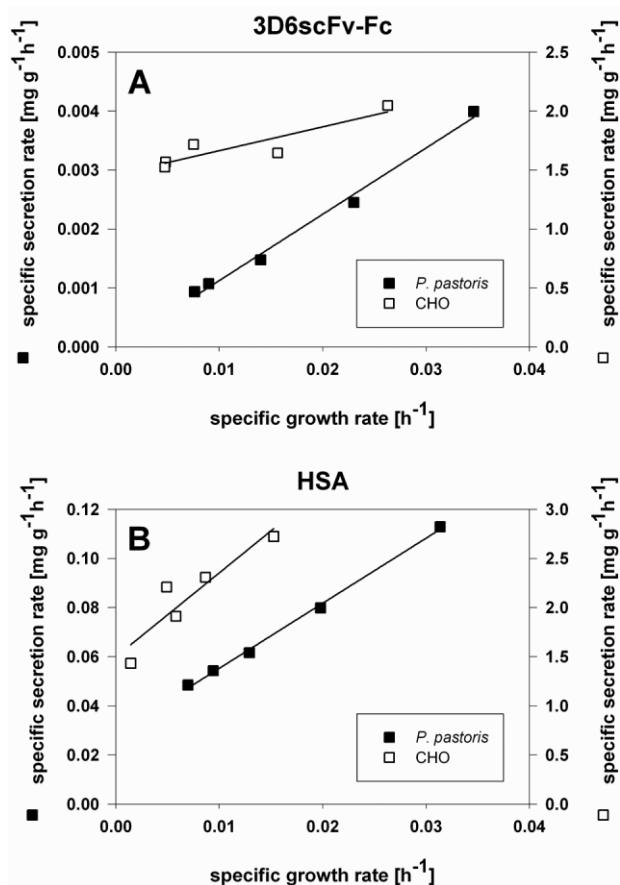 3D6scFv-Fc
A
specific secretion rate [mg g-1h-1]
0.005
0.004
0.003
0.002
0.001
0.000
2.5
2.0
1.5
1.0
0.5
0.0
specific secretion rate [mg g-1h-1]
P. pastoris
CHO
0.00 0.01 0.02 0.03 0.04
specific growth rate [h-1]
HSA
B
specific secretion rate [mg g-1h-1]
0.12
0.10
0.08
0.06
0.04
0.02
0.00
3.0
2.5
2.0
1.5
1.0
0.5
0.0
specific secretion rate [mg g-1h-1]
P. pastoris
CHO
0.00 0.01 0.02 0.03 0.04
specific growth rate [h-1]